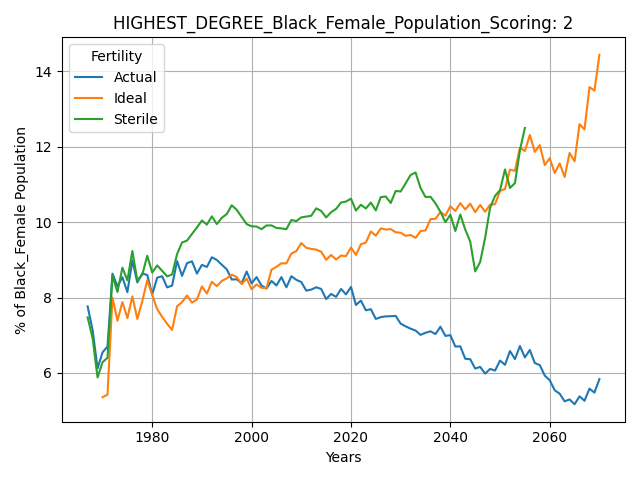 HIGHEST_DEGREE_Black_Female_Population_Scoring: 2
Fertility
Actual
Ideal
Sterile
% of Black_Female Population
14
12
10
8
6
1980
2000
2020
2040
2060
Years